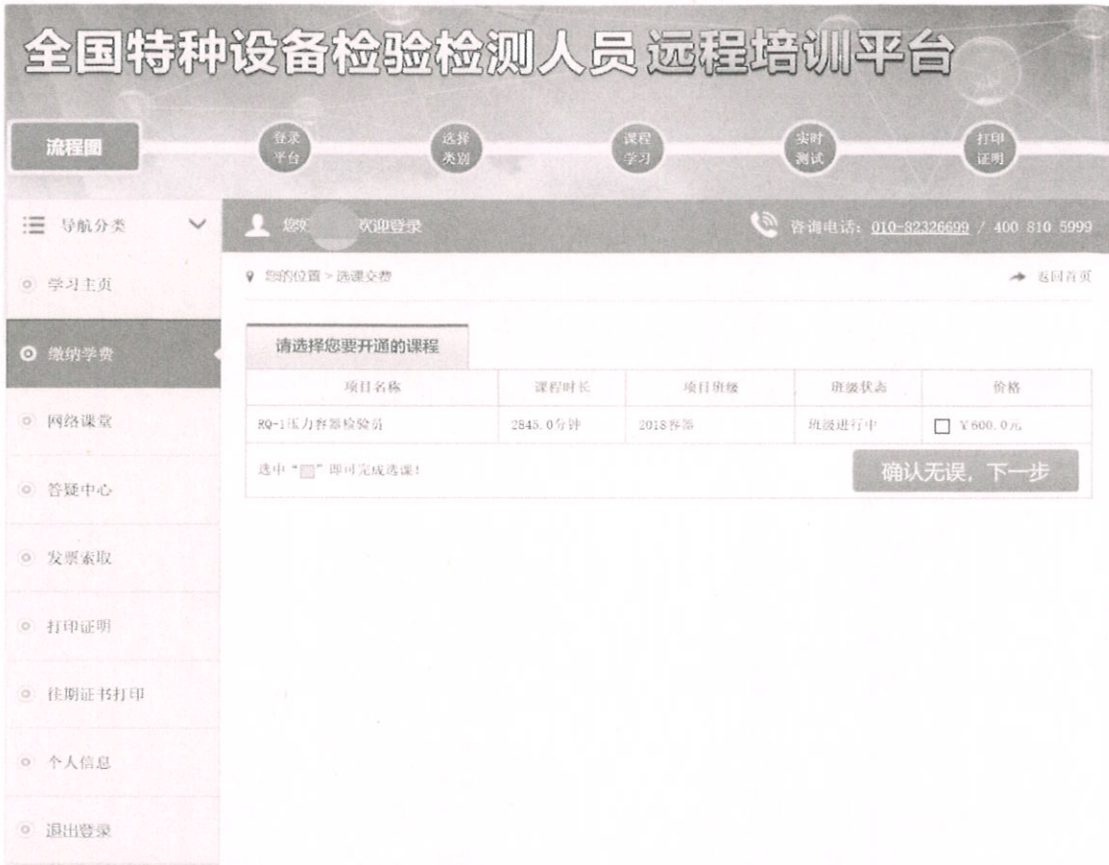 全国特种设备检验检测人员远程培训平台
流程图
登录
平台
选择
类别
课程
学习
实时
测试
打印
证明
导航分类
您好 欢迎登录
咨询电话：010-82326699 / 400 810 5999
学习主页
您的位置 > 选课交费
返回首页
缴纳学费
请选择您要开通的课程
项目名称 课程时长 项目班级 班级状态 价格
RQ-1压力容器检验员 2845.0分钟 2018容器 班级进行中 ￥600.0元
选中“ ”即可完成选课!
确认无误，下一步
网络课堂
答疑中心
发票索取
打印证明
往期证书打印
个人信息
退出登录